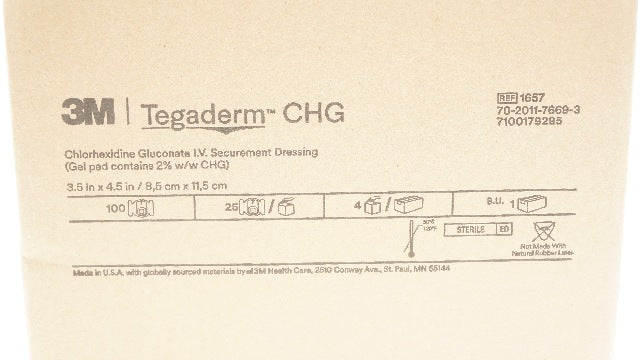 3M | Tegaderm™ CHG
REF 1657
70-2011-7669-3
7100179295
Chlorhexidine Gluconate I.V. Securement Dressing
(Gel pad contains 2% w/w CHG)
3.5 in x 4.5 in / 8,5 cm x 11,5 cm
100
25 /
4 /
B.U. 1
120°F
STERILE EO
Not Made With
Natural Rubber Latex
Made in U.S.A. with globally sourced materials by 3M Health Care, 2510 Conway Ave., St. Paul, MN 55144